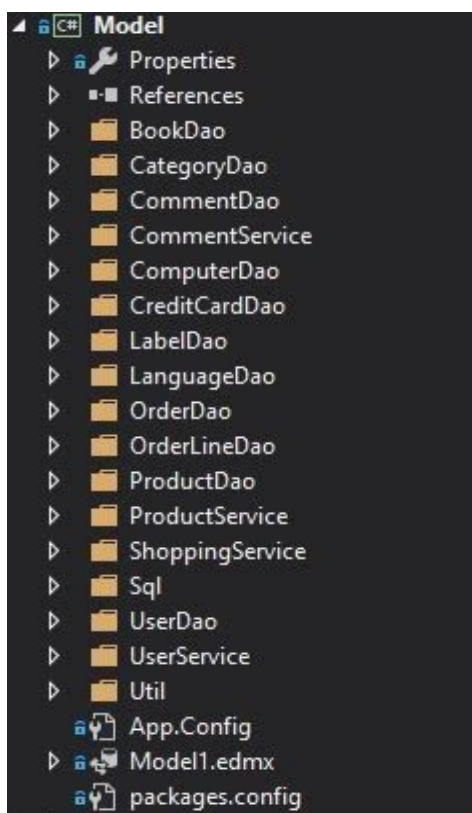 C# Model
Properties
References
BookDao
CategoryDao
CommentDao
CommentService
ComputerDao
CreditCardDao
LabelDao
LanguageDao
OrderDao
OrderLineDao
ProductDao
ProductService
ShoppingService
Sql
UserDao
UserService
Util
App.Config
Model1.edmx
packages.config